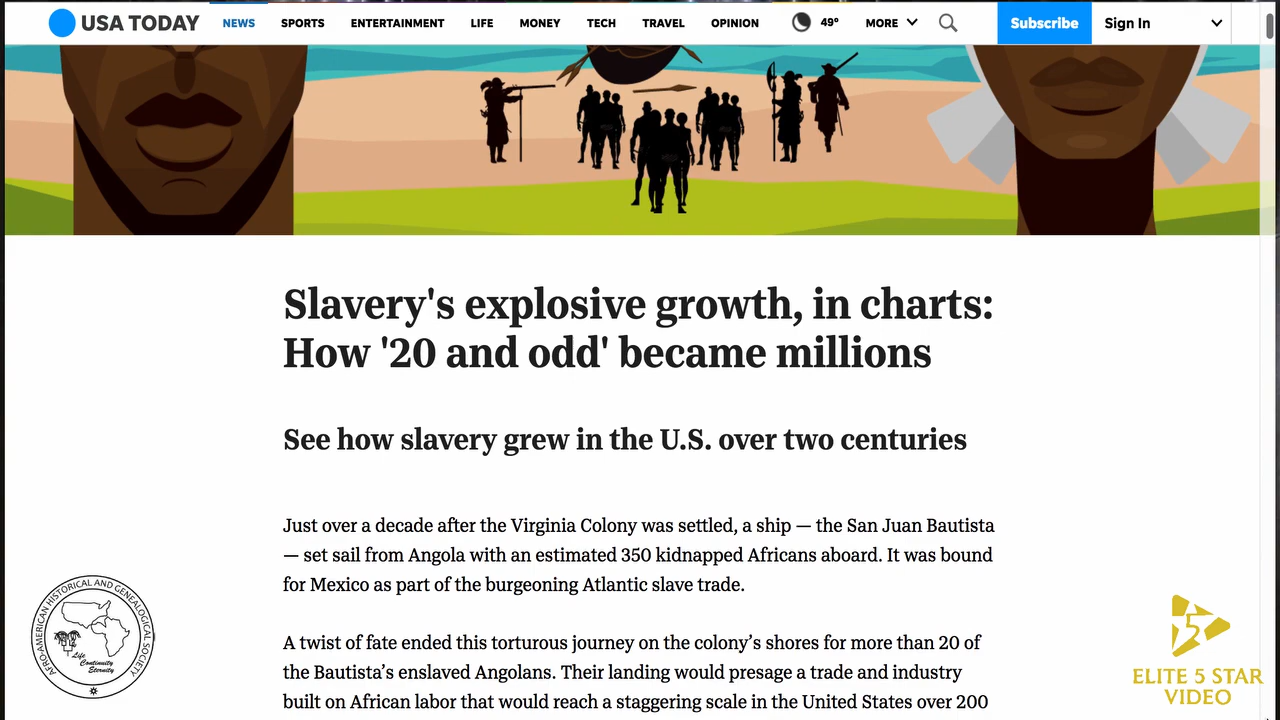 USA TODAY NEWS SPORTS ENTERTAINMENT LIFE MONEY TECH TRAVEL OPINION 49° MORE Subscribe Sign In
Slavery's explosive growth, in charts:
How '20 and odd' became millions
See how slavery grew in the U.S. over two centuries
Just over a decade after the Virginia Colony was settled, a ship — the San Juan Bautista
— set sail from Angola with an estimated 350 kidnapped Africans aboard. It was bound
for Mexico as part of the burgeoning Atlantic slave trade.
A twist of fate ended this torturous journey on the colony’s shores for more than 20 of
the Bautista’s enslaved Angolans. Their landing would presage a trade and industry
built on African labor that would reach a staggering scale in the United States over 200
AFROAMERICAN HISTORICAL AND GENEALOGICAL SOCIETY
Life
Continuity
Eternity
5
ELITE 5 STAR
VIDEO